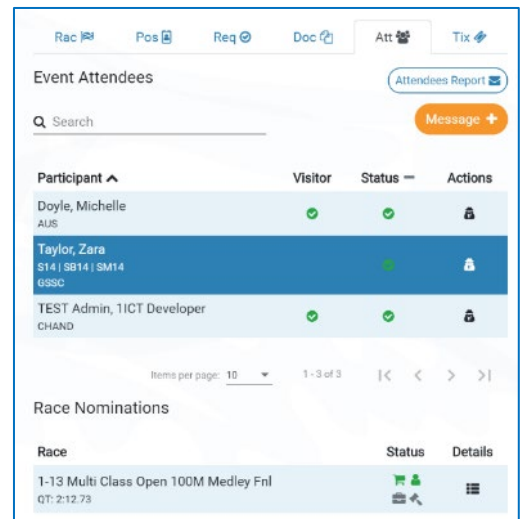 Rac Pos Req Doc Att Tix
Event Attendees Attendees Report
Search Message +
Participant Visitor Status Actions
Doyle, Michelle
AUS
Taylor, Zara
S14 | SB14 | SM14
GSSC
TEST Admin, 1ICT Developer
CHAND
Items per page: 10 1 - 3 of 3
Race Nominations
Race Status Details
1-13 Multi Class Open 100M Medley Fnl
QT: 2:12.73